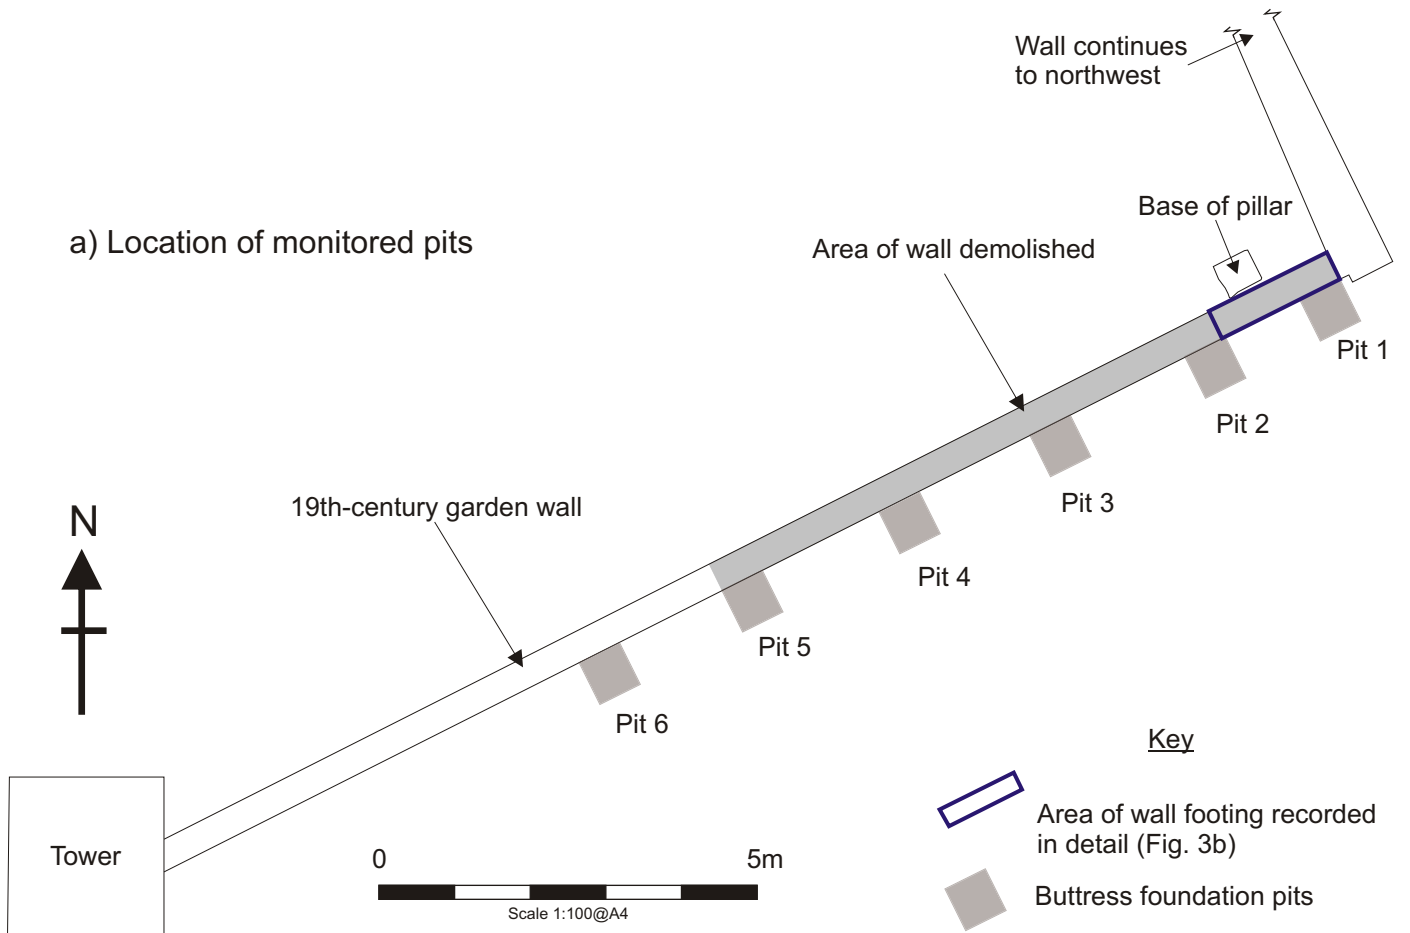 Wall continues
to northwest
Base of pillar
a) Location of monitored pits
Area of wall demolished
Pit 1
Pit 2
Pit 3
19th-century garden wall
N
Pit 4
Pit 5
Pit 6
Key
Area of wall footing recorded
in detail (Fig. 3b)
Tower
0 5m
Scale 1:100@A4
Buttress foundation pits